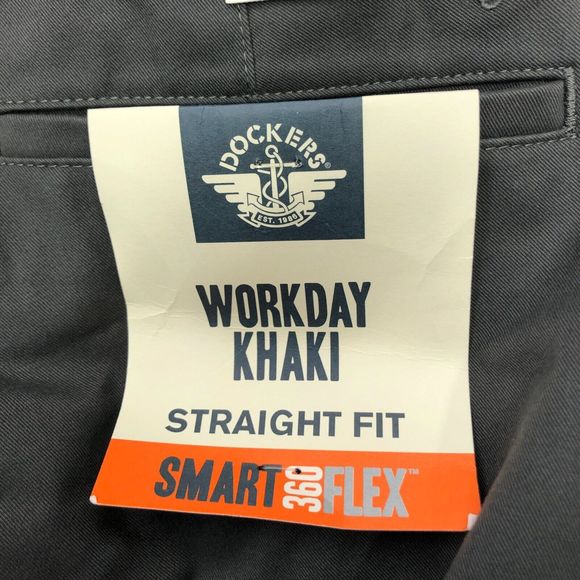 DOCKERS®
EST. 1986
WORKDAY
KHAKI
STRAIGHT FIT
SMART 360 FLEX™